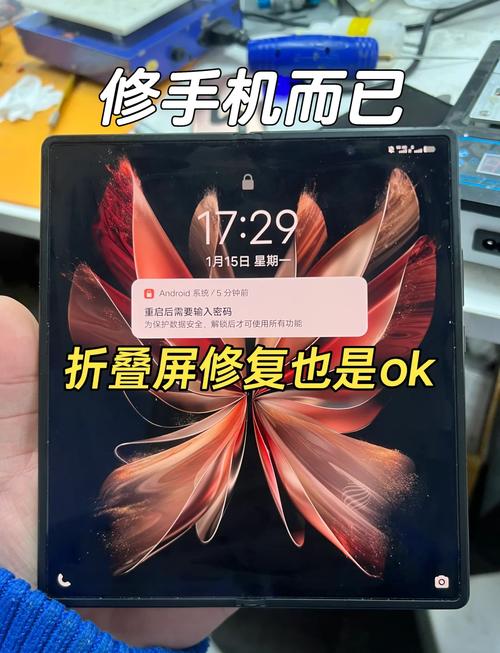 修手机而已
17:29
1月15日 星期一
Android 系统 / 5 分钟前
重启后需要输入密码
为保护数据安全，解锁后才可使用所有功能
折叠屏修复也是ok